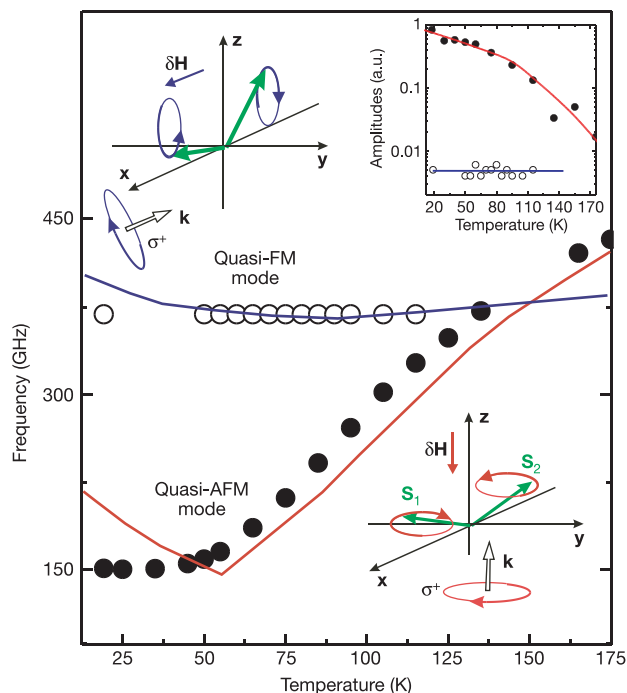 z
δH
y
x
k
σ+
Amplitudes (a.u.)
1
0.1
0.01
20 50 80 110 140 170
Temperature (K)
450
Quasi-FM
mode
Frequency (GHz)
300
z
δH
S1
S2
Quasi-AFM
mode
y
x
k
σ+
150
25 50 75 100 125 150 175
Temperature (K)